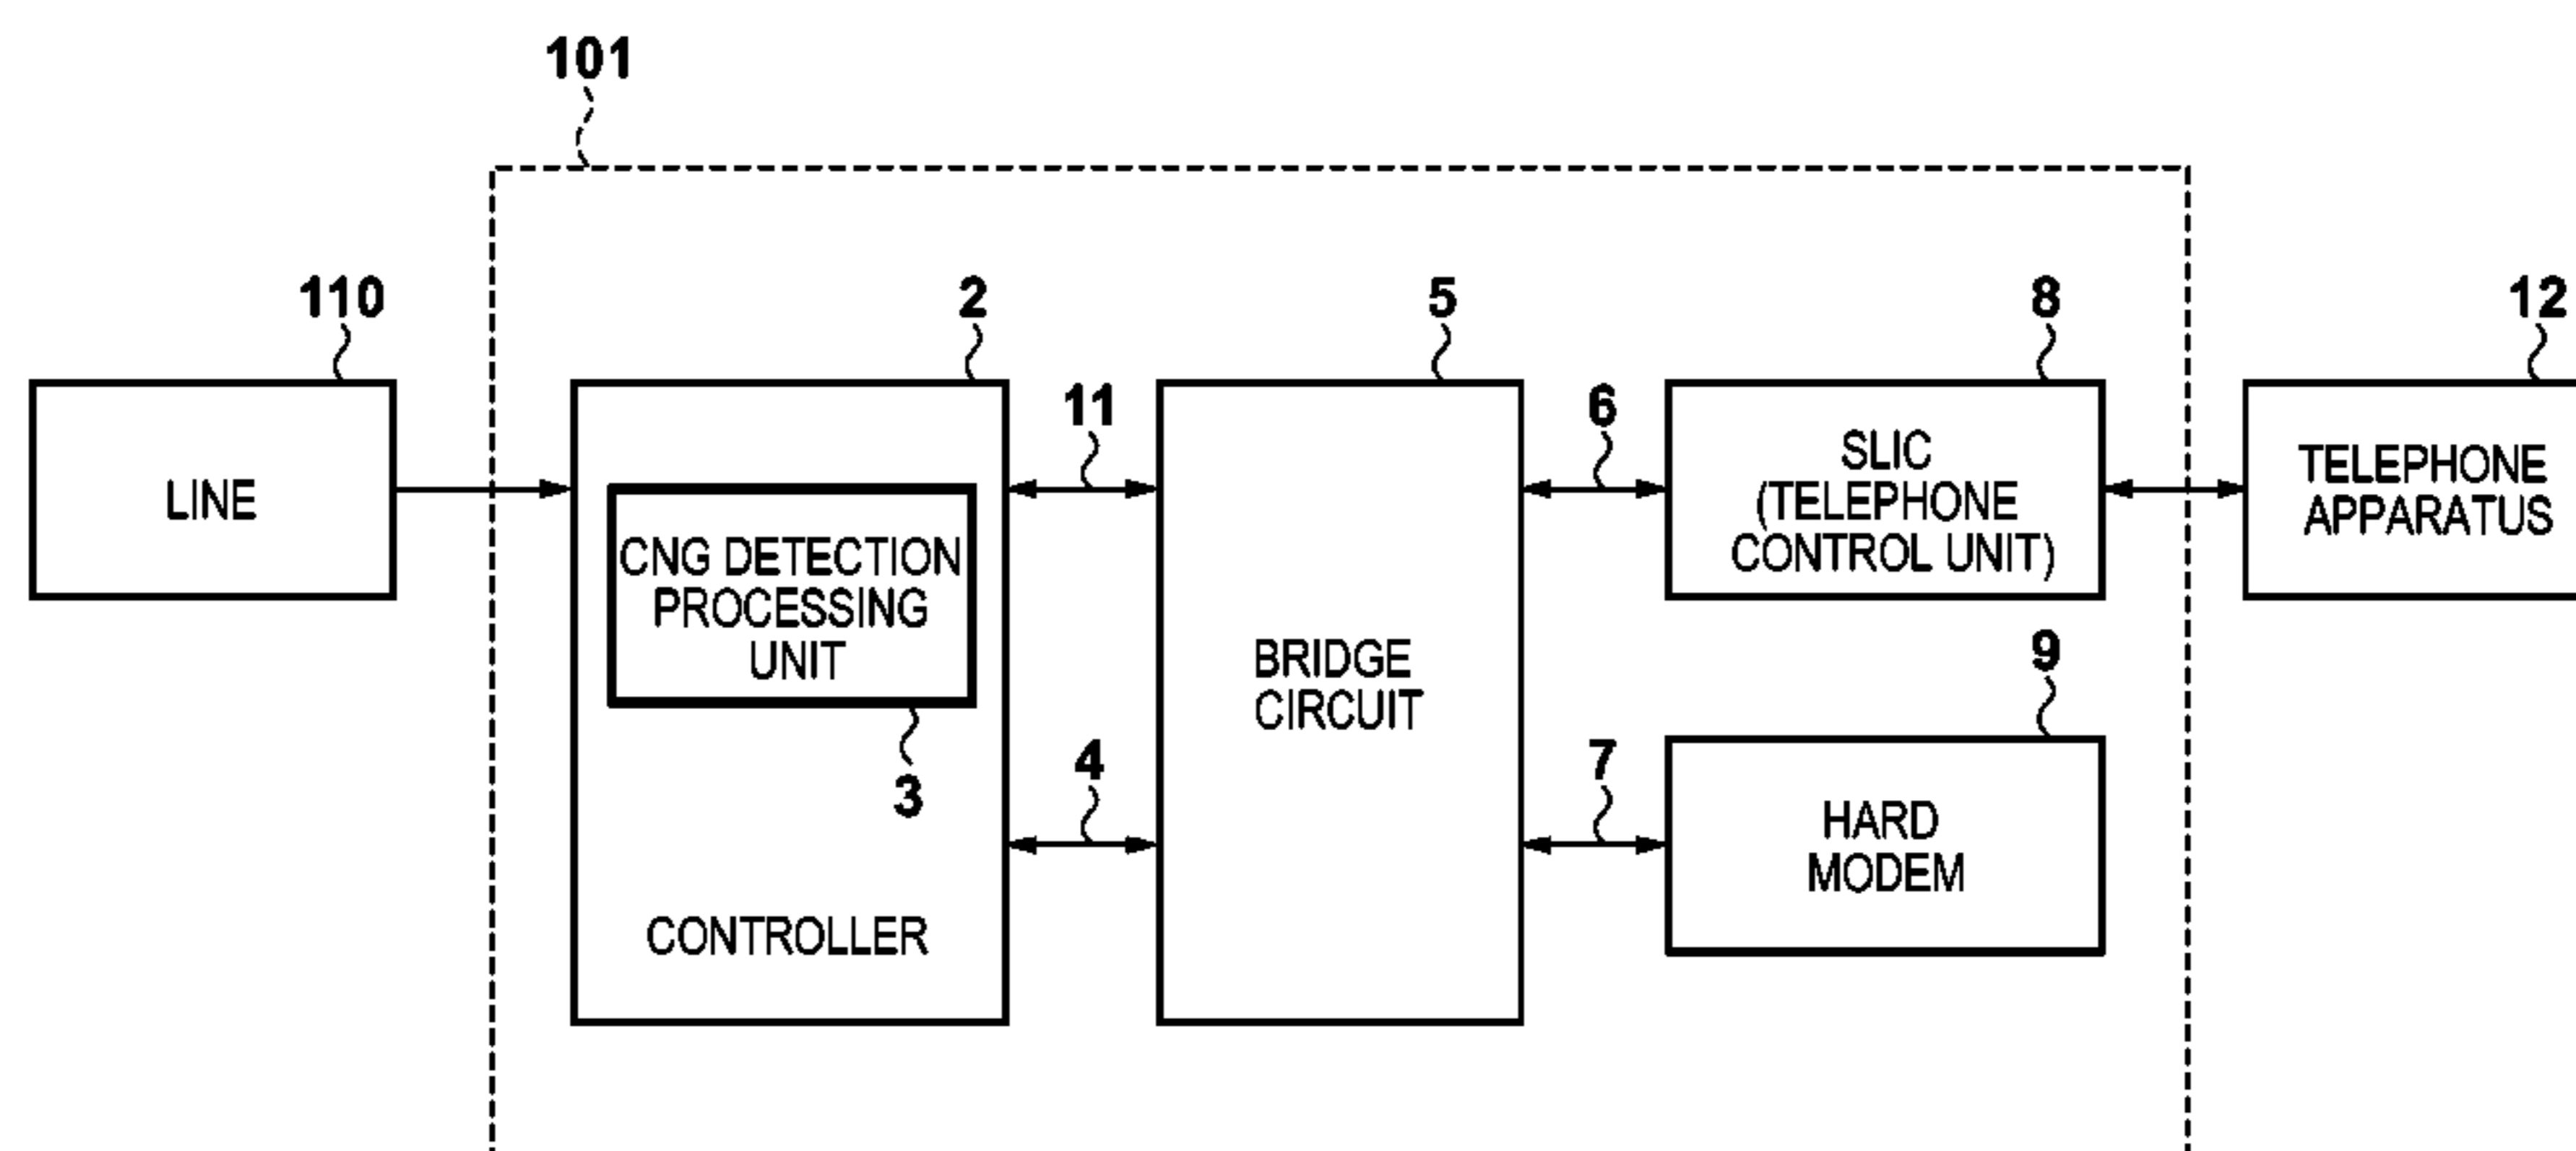 101
110
2
5
8
12
11
6
LINE
SLIC
(TELEPHONE
CONTROL UNIT)
TELEPHONE
APPARATUS
CNG DETECTION
PROCESSING
UNIT
BRIDGE
CIRCUIT
9
3
4
7
HARD
MODEM
CONTROLLER